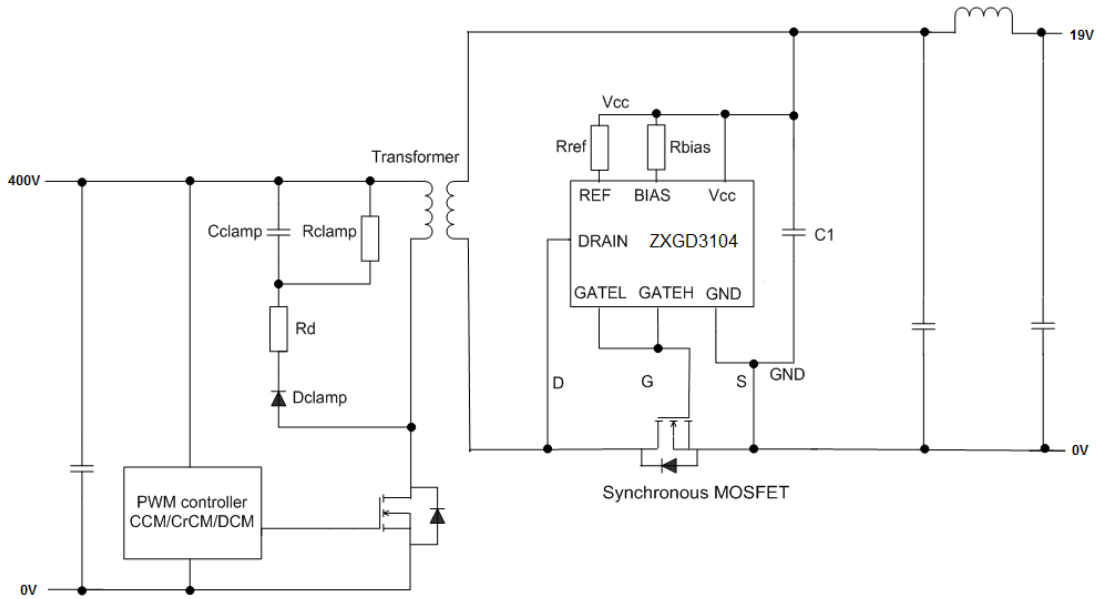 19V
Vcc
Rref
Rbias
Transformer
400V
REF BIAS Vcc
Cclamp
Rclamp
DRAIN ZXGD3104
C1
GATEL GATEH GND
Rd
D
G
S
GND
Dclamp
0V
Synchronous MOSFET
PWM controller
CCM/CrCM/DCM
0V